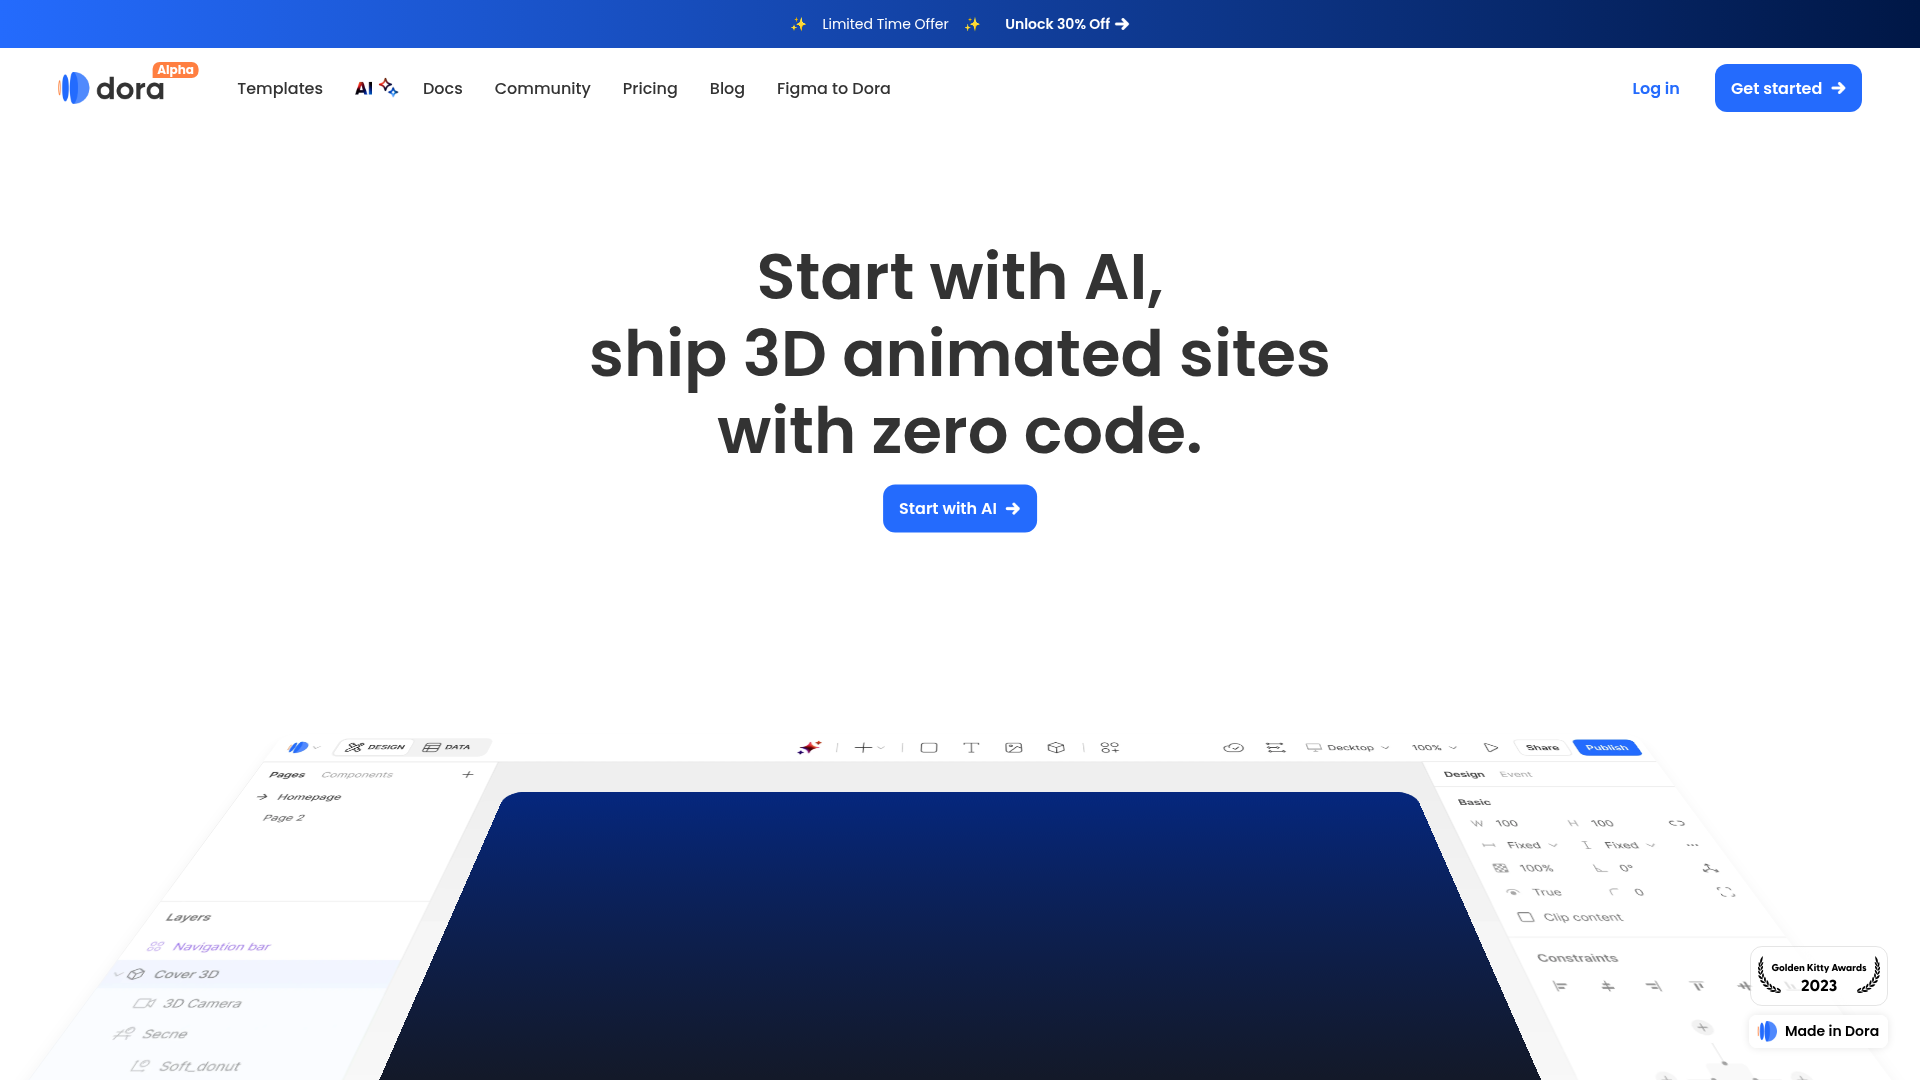 ✨ Limited Time Offer ✨ Unlock 30% Off →
dora Alpha
Templates AI Docs Community Pricing Blog Figma to Dora
Log in Get started →
Start with AI,
ship 3D animated sites
with zero code.
Start with AI →
DESIGN DATA
Desktop 100% Share Publish
Pages Components
Homepage
Page 2
Layers
Navigation bar
Cover 3D
3D Camera
Secne
Soft_donut
Design Event
Basic
W 100 H 100
Fixed Fixed
100% 0°
True 0
Clip content
Constraints
Golden Kitty Awards
2023
Made in Dora